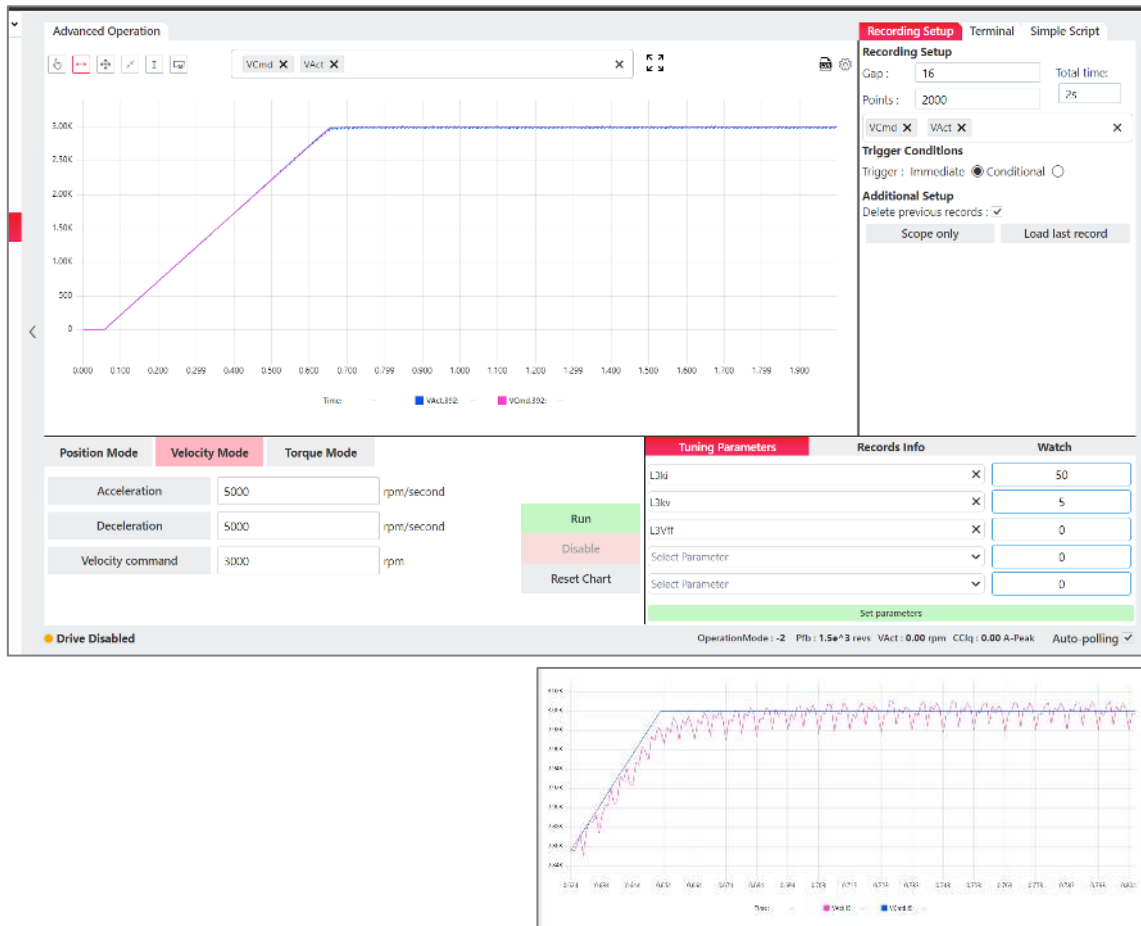 Advanced Operation
Recording Setup Terminal Simple Script
VCmd VAct
Recording Setup
Gap : 16 Total time:
Points : 2000 2s
VCmd VAct
Trigger Conditions
Trigger : Immediate Conditional
Additional Setup
Delete previous records :
Scope only Load last record
3.00K
2.50K
2.00K
1.50K
1.00K
500
0
0.000 0.100 0.200 0.299 0.400 0.500 0.600 0.700 0.799 0.900 1.000 1.100 1.200 1.299 1.400 1.500 1.600 1.700 1.799 1.900
Time: -- VAct.392: -- VCmd.392: --
Position Mode Velocity Mode Torque Mode
Acceleration 5000 rpm/second
Deceleration 5000 rpm/second
Velocity command 3000 rpm
Run
Disable
Reset Chart
Tuning Parameters Records Info Watch
L3ki 50
L3kv 5
L3Vff 0
Select Parameter 0
Select Parameter 0
Set parameters
Drive Disabled
OperationMode : -2 Pfb : 1.5e^3 revs VAct : 0.00 rpm CCIq : 0.00 A-Peak Auto-polling
Time: --